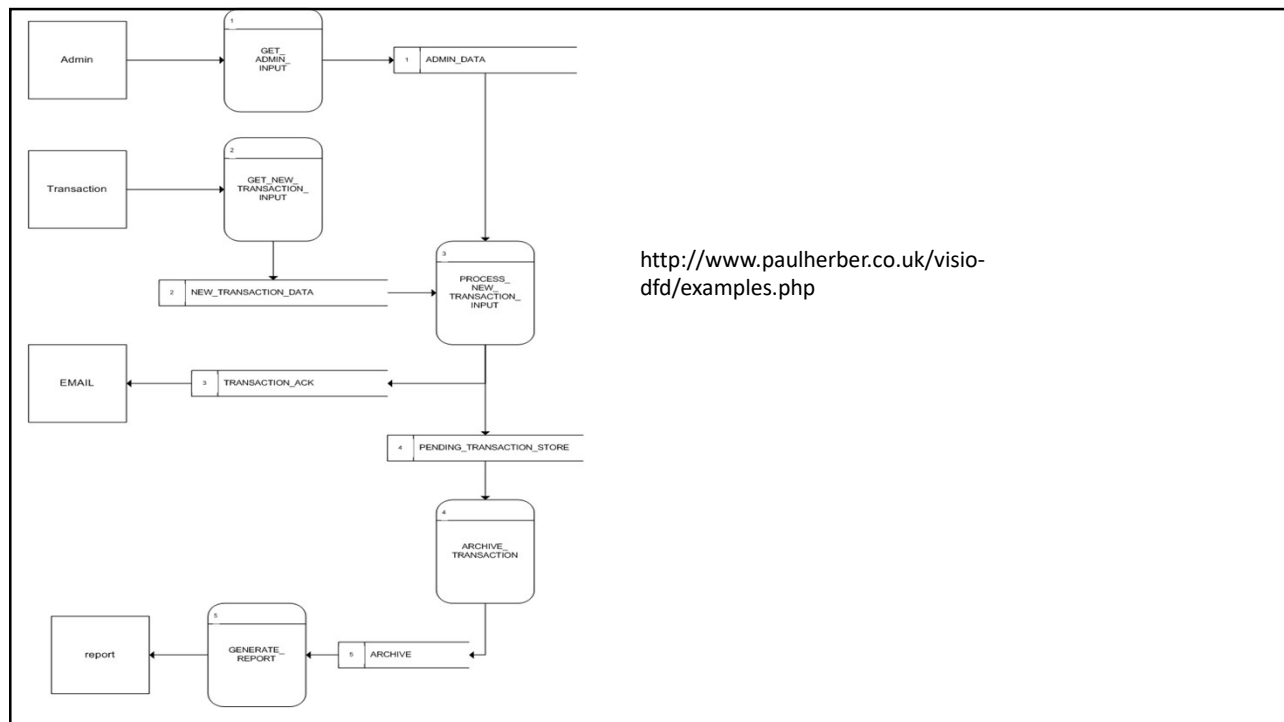 Admin
1
GET_
ADMIN_
INPUT
1 ADMIN_DATA
Transaction
2
GET_NEW_
TRANSACTION_
INPUT
3
PROCESS_
NEW_
TRANSACTION_
INPUT
http://www.paulherber.co.uk/visio-
dfd/examples.php
2 NEW_TRANSACTION_DATA
EMAIL
3 TRANSACTION_ACK
4 PENDING_TRANSACTION_STORE
4
ARCHIVE_
TRANSACTION
report
5
GENERATE_
REPORT
5 ARCHIVE